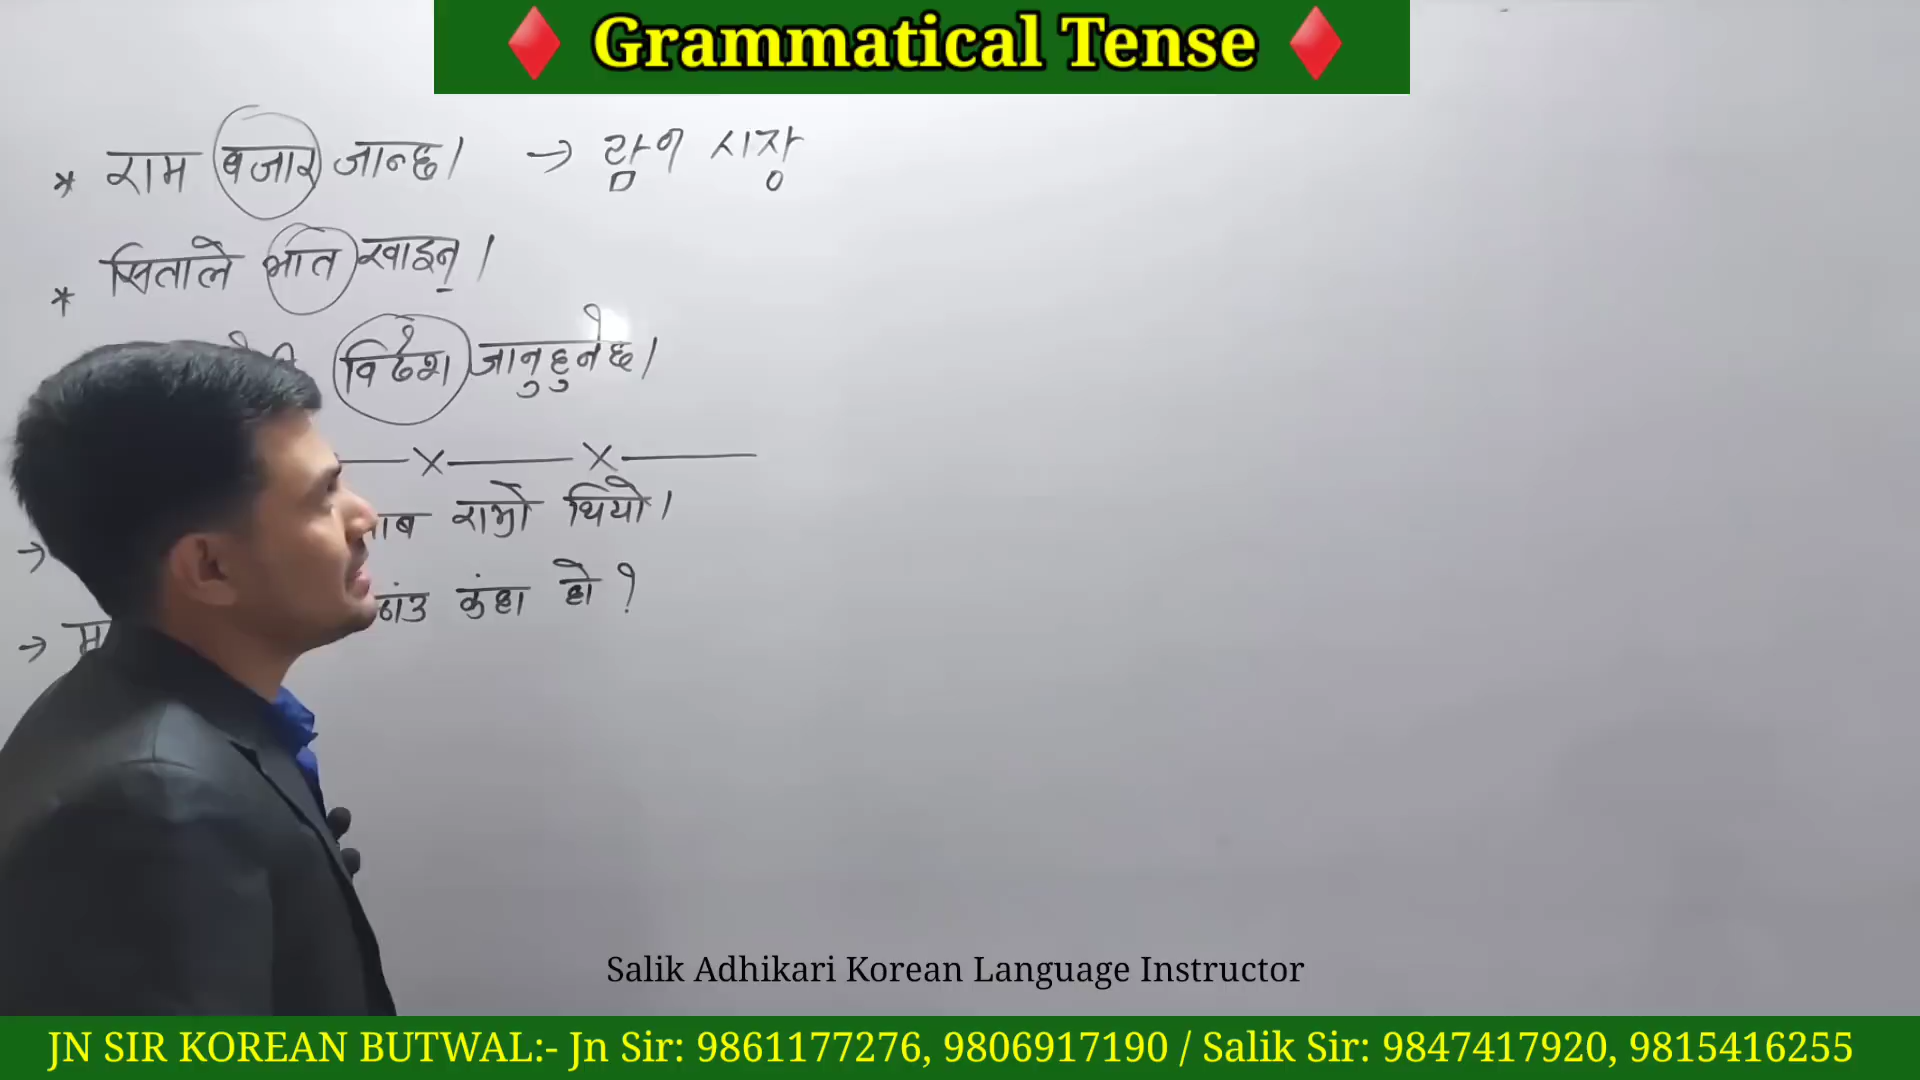 ♦ Grammatical Tense ♦
* राम बजार जान्छ। → 람이 시장
* सिताले भात खाइन्।
विदेश जानुहुनेछ।
राम्रो थियो।
ठांउ कंहा हो ?
Salik Adhikari Korean Language Instructor
JN SIR KOREAN BUTWAL:- Jn Sir: 9861177276, 9806917190 / Salik Sir: 9847417920, 9815416255